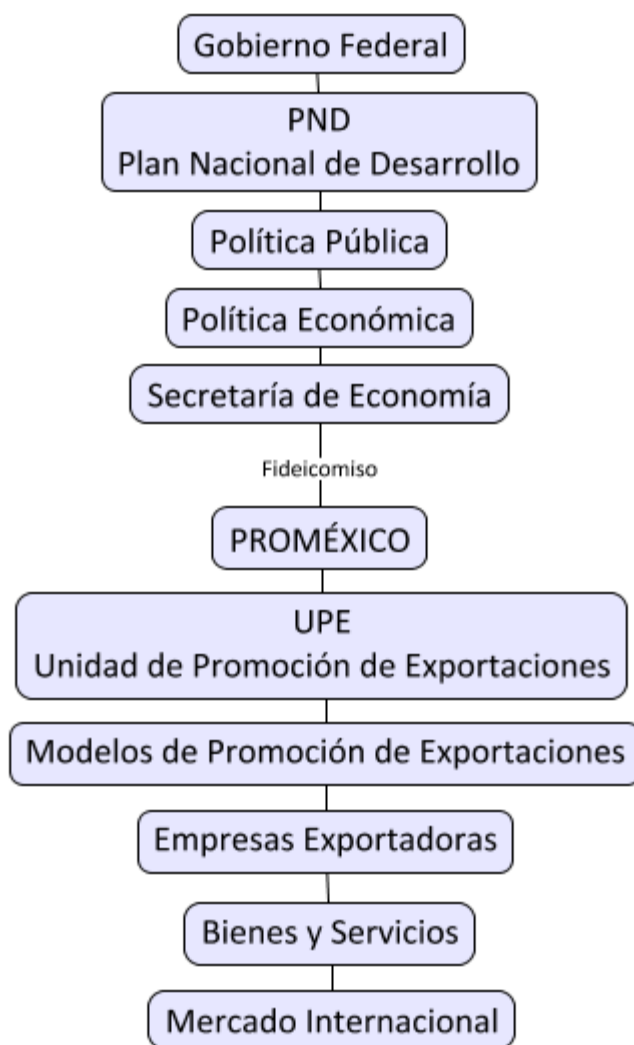 Gobierno Federal
PND
Plan Nacional de Desarrollo
Política Pública
Política Económica
Secretaría de Economía
Fideicomiso
PROMÉXICO
UPE
Unidad de Promoción de Exportaciones
Modelos de Promoción de Exportaciones
Empresas Exportadoras
Bienes y Servicios
Mercado Internacional